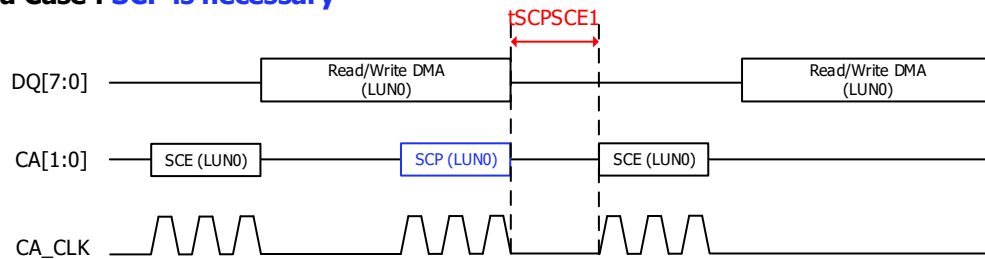 d Case : SCP is necessary
tSCPSCE1
DQ[7:0]
Read/Write DMA
(LUN0)
Read/Write DMA
(LUN0)
CA[1:0]
SCE (LUN0)
SCP (LUN0)
SCE (LUN0)
CA_CLK